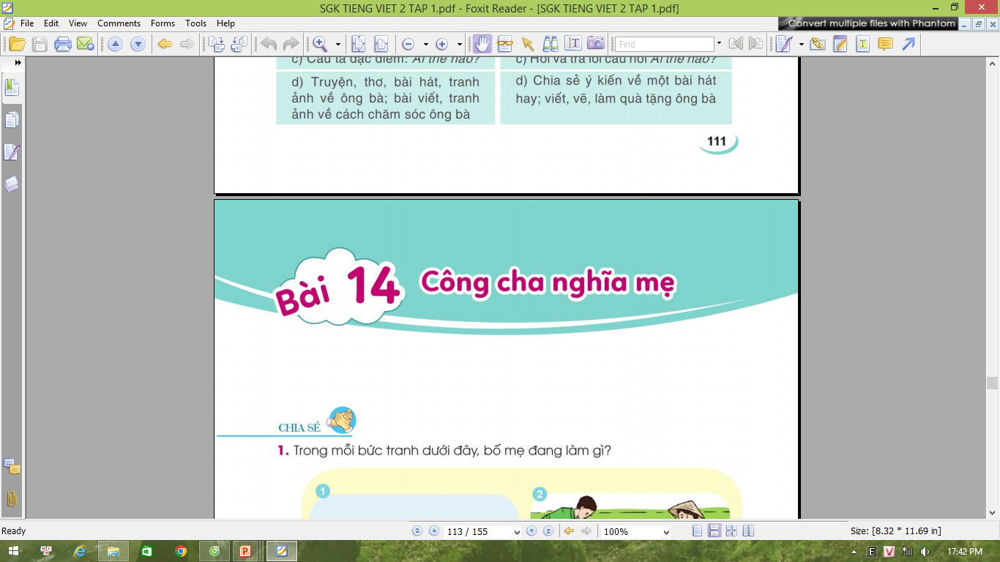 SGK TIENG VIET 2 TAP 1.pdf - Foxit Reader - [SGK TIENG VIET 2 TAP 1.pdf]
File Edit View Comments Forms Tools Help
Convert multiple files with Phantom
Find
c) Câu tả đặc điểm: Ai thế nào?
c) Hỏi và trả lời câu hỏi Ai thế nào?
d) Truyện, thơ, bài hát, tranh
ảnh về ông bà; bài viết, tranh
ảnh về cách chăm sóc ông bà
d) Chia sẻ ý kiến về một bài hát
hay; viết, vẽ, làm quà tặng ông bà
111
Bài 14 Công cha nghĩa mẹ
CHIA SẺ
1. Trong mỗi bức tranh dưới đây, bố mẹ đang làm gì?
1
2
Ready
113 / 155
100%
Size: [8.32 * 11.69 in]
E
V
17:42 PM